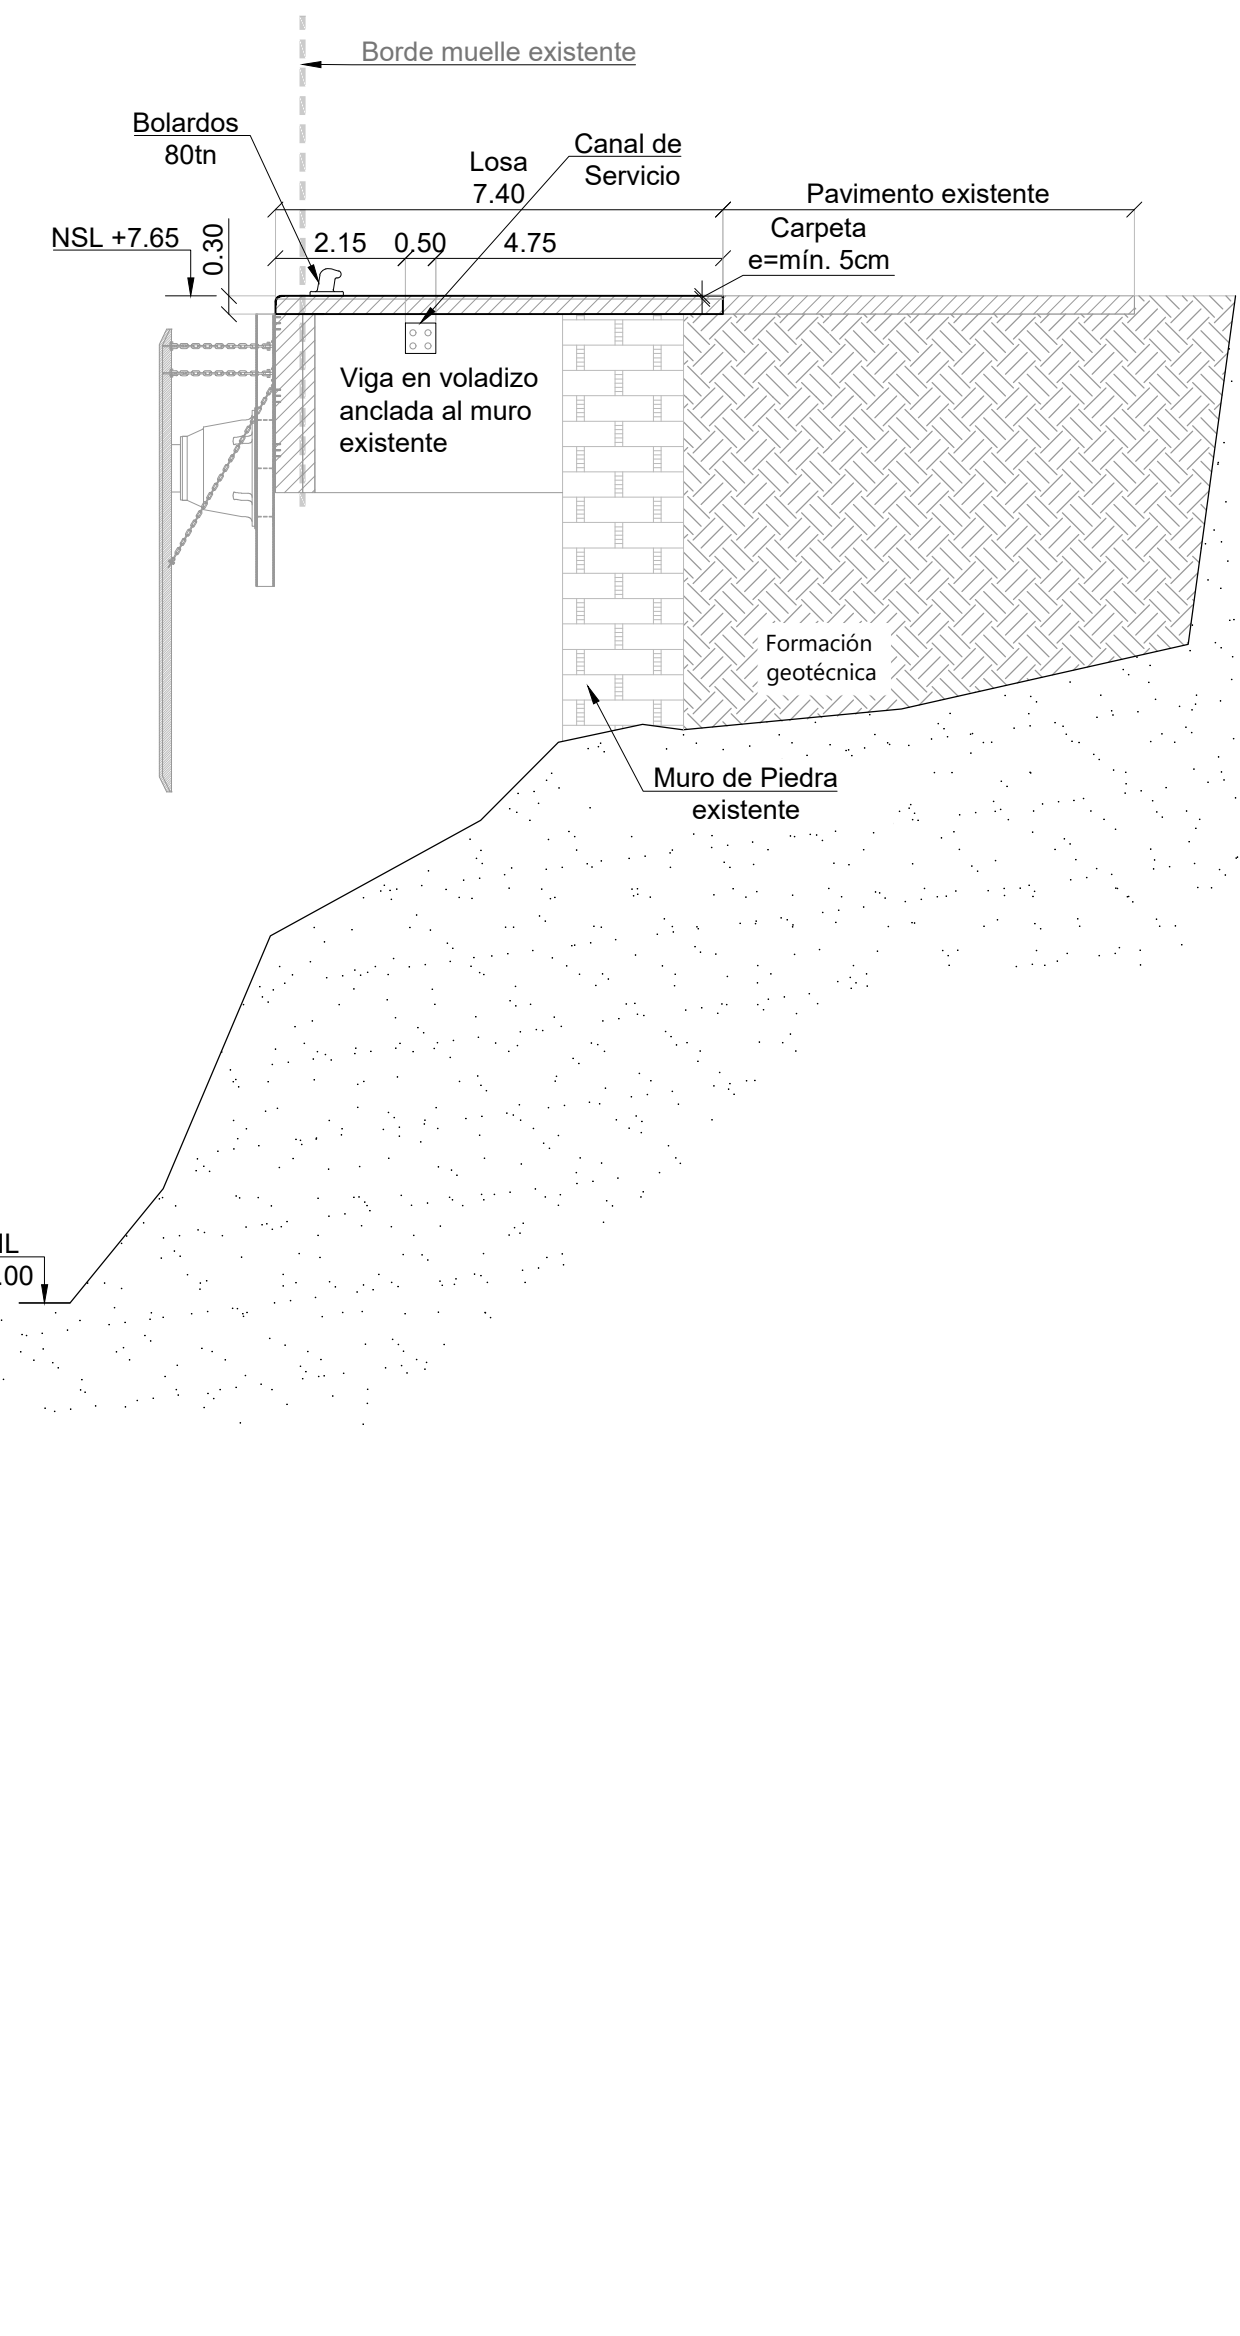 Borde muelle existente
Bolardos
80tn
Canal de
Servicio
Losa
7.40
Pavimento existente
NSL +7.65
0.30
2.15
0.50
4.75
Carpeta
e=mín. 5cm
Viga en voladizo
anclada al muro
existente
Formación
geotécnica
Muro de Piedra
existente
.00